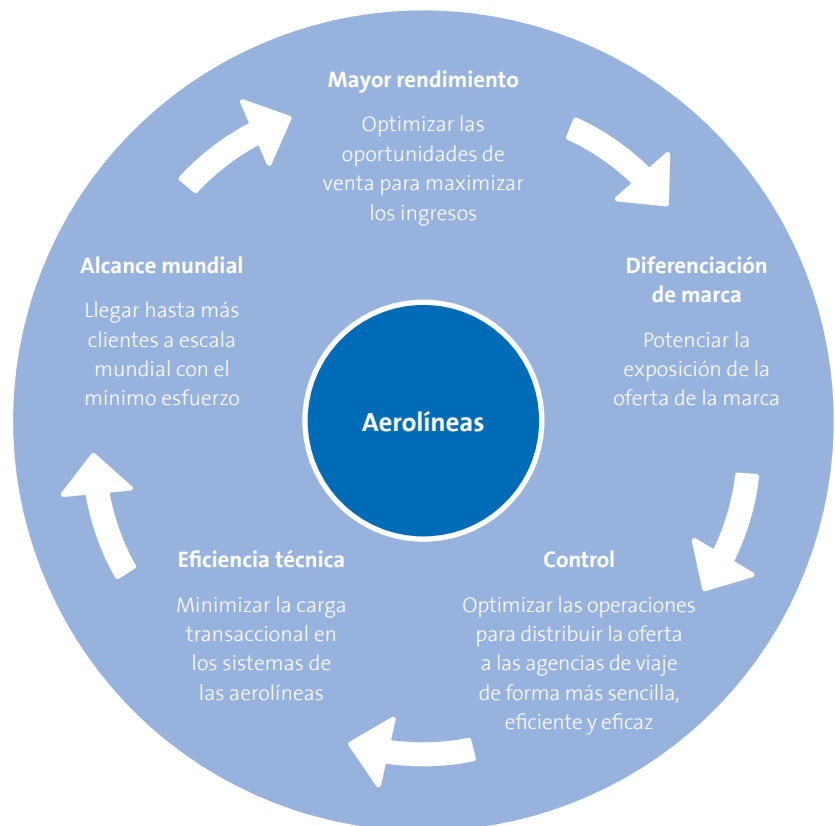 Mayor rendimiento
Optimizar las
oportunidades de
venta para maximizar
los ingresos
Diferenciación
de marca
Potenciar la
exposición de la
oferta de la marca
Control
Optimizar las operaciones
para distribuir la oferta
a las agencias de viaje
de forma más sencilla,
eficiente y eficaz
Eficiencia técnica
Minimizar la carga
transaccional en
los sistemas de
las aerolíneas
Alcance mundial
Llegar hasta más
clientes a escala
mundial con el
mínimo esfuerzo
Aerolíneas